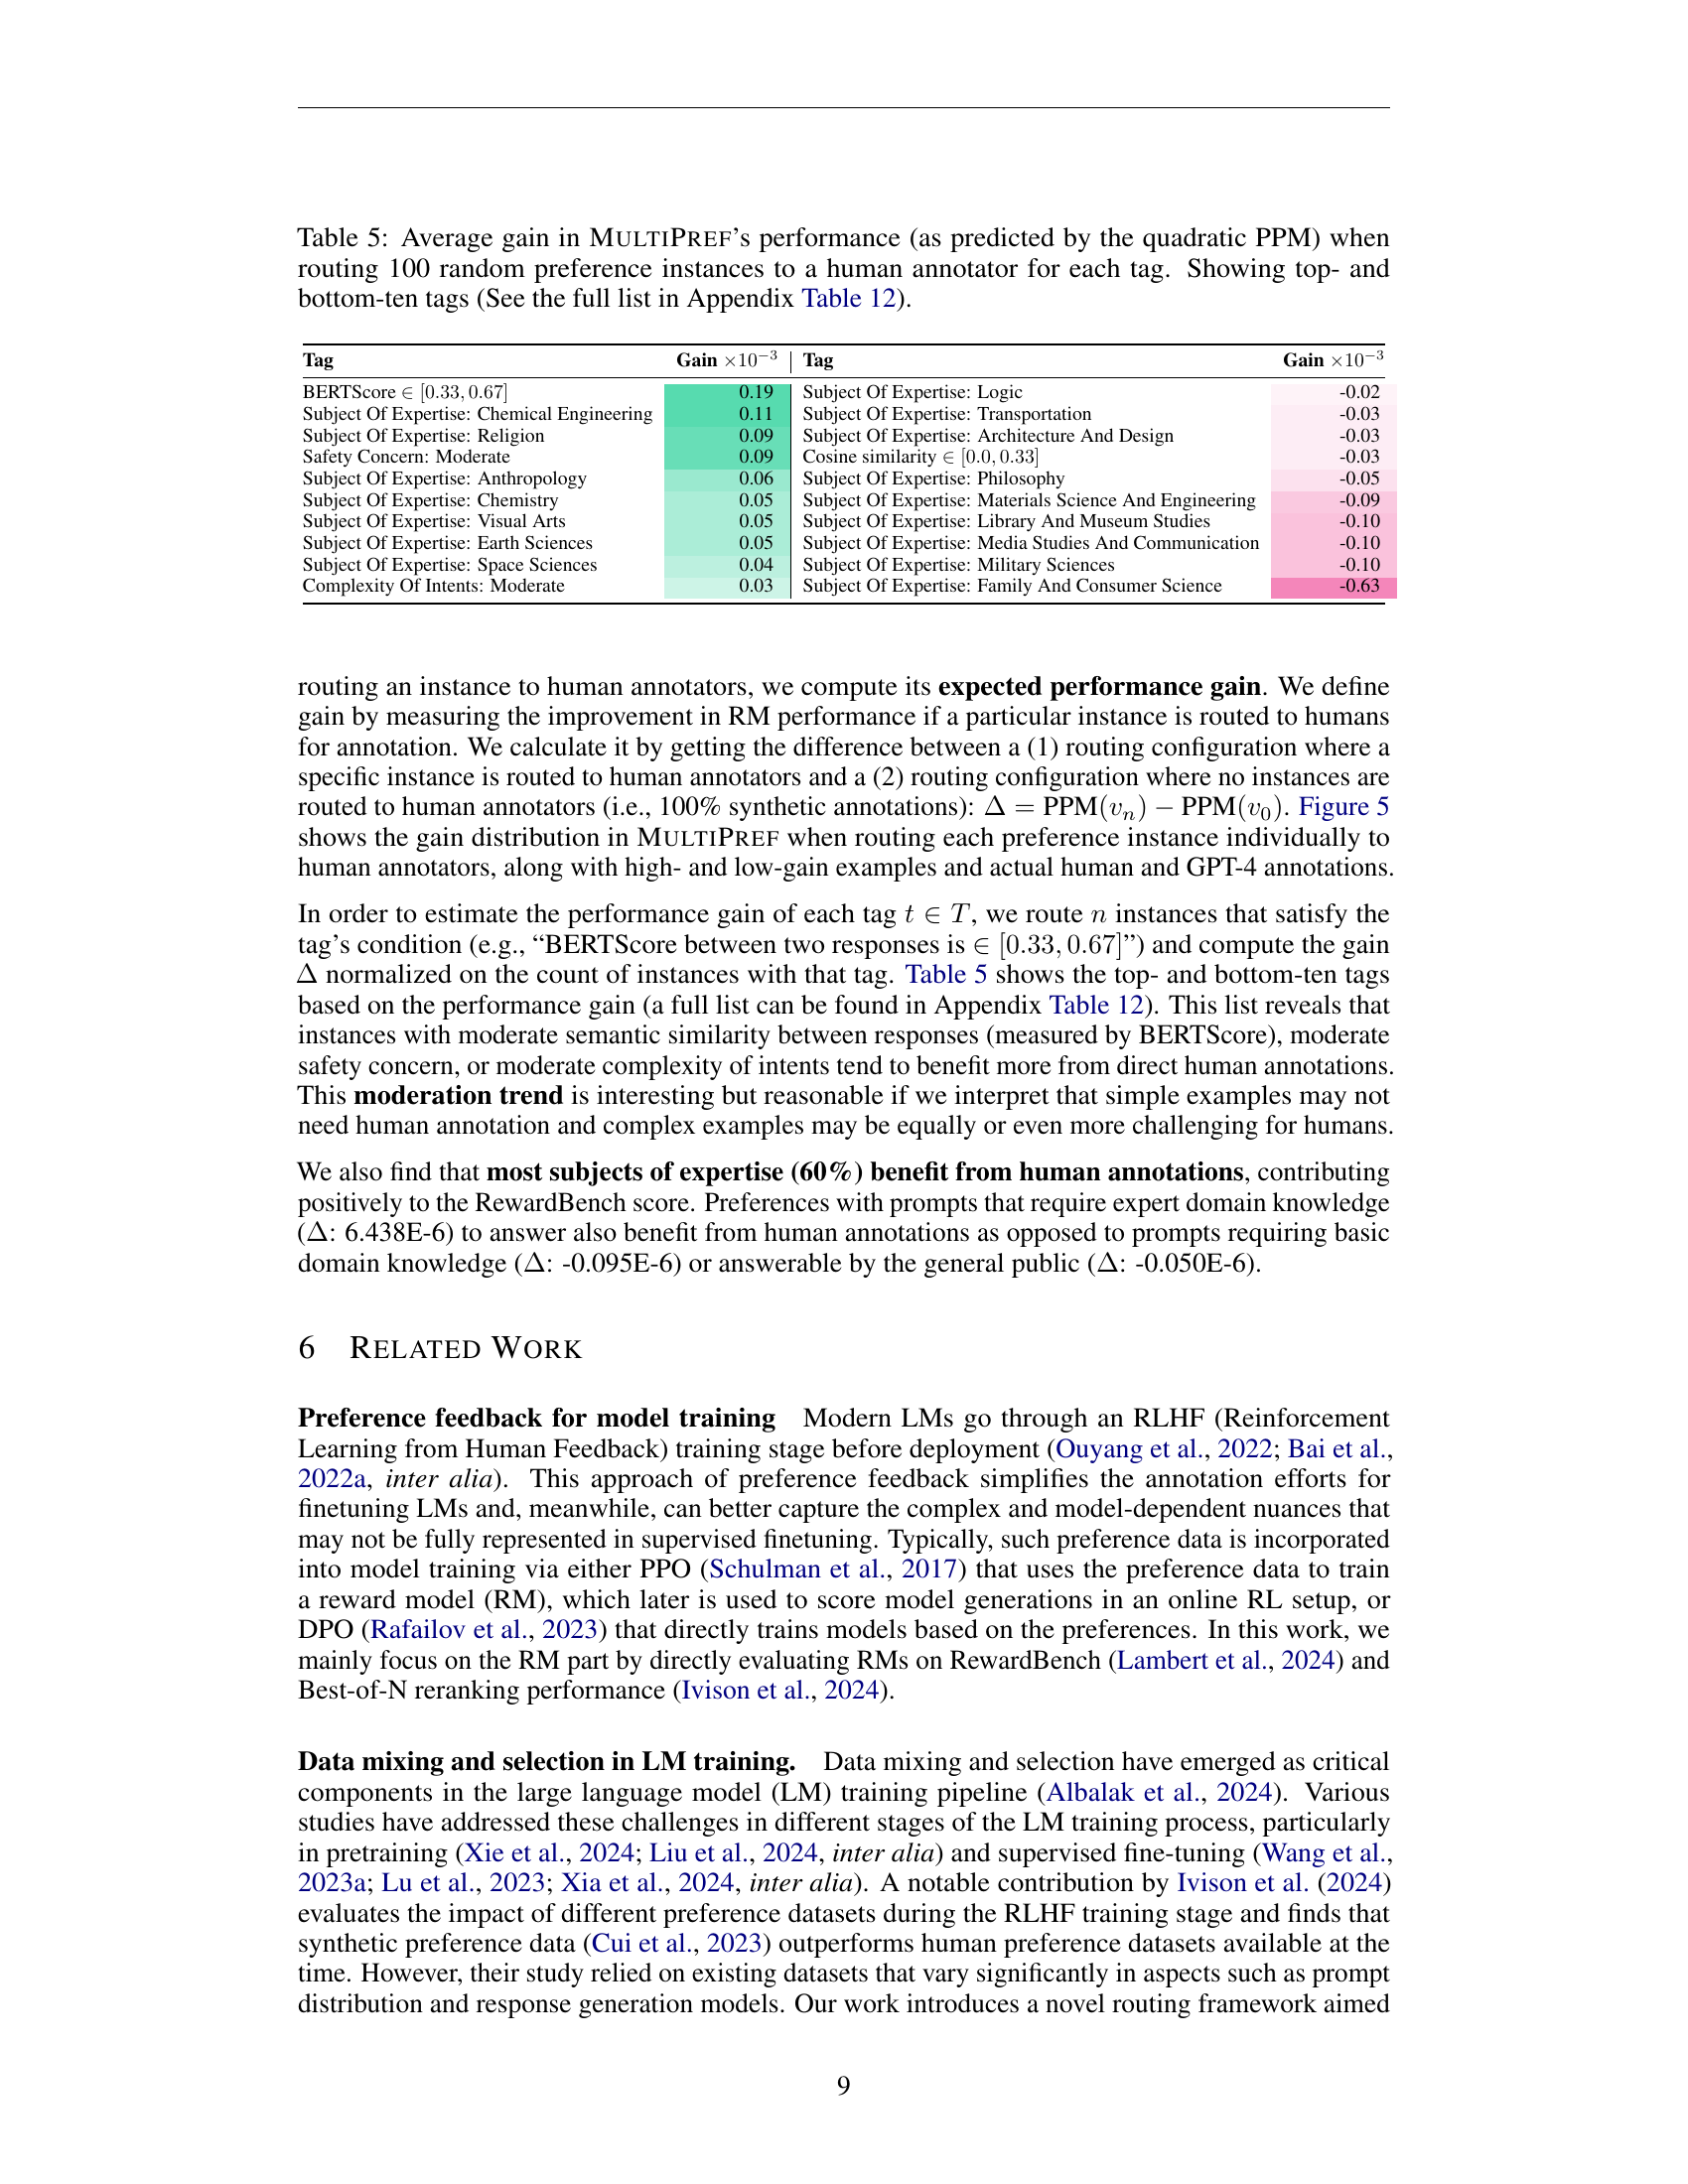 Table 5: Average gain in MULTIPREF's performance (as predicted by the quadratic PPM) when
routing 100 random preference instances to a human annotator for each tag. Showing top- and
bottom-ten tags (See the full list in Appendix Table 12).
Tag Gain ×10⁻³ | Tag Gain ×10⁻³
BERTScore ∈ [0.33, 0.67] 0.19 Subject Of Expertise: Logic -0.02
Subject Of Expertise: Chemical Engineering 0.11 Subject Of Expertise: Transportation -0.03
Subject Of Expertise: Religion 0.09 Subject Of Expertise: Architecture And Design -0.03
Safety Concern: Moderate 0.09 Cosine similarity ∈ [0.0, 0.33] -0.03
Subject Of Expertise: Anthropology 0.06 Subject Of Expertise: Philosophy -0.05
Subject Of Expertise: Chemistry 0.05 Subject Of Expertise: Materials Science And Engineering -0.09
Subject Of Expertise: Visual Arts 0.05 Subject Of Expertise: Library And Museum Studies -0.10
Subject Of Expertise: Earth Sciences 0.05 Subject Of Expertise: Media Studies And Communication -0.10
Subject Of Expertise: Space Sciences 0.04 Subject Of Expertise: Military Sciences -0.10
Complexity Of Intents: Moderate 0.03 Subject Of Expertise: Family And Consumer Science -0.63
routing an instance to human annotators, we compute its expected performance gain. We define
gain by measuring the improvement in RM performance if a particular instance is routed to humans
for annotation. We calculate it by getting the difference between a (1) routing configuration where a
specific instance is routed to human annotators and a (2) routing configuration where no instances are
routed to human annotators (i.e., 100% synthetic annotations): Δ = PPM(vₙ) − PPM(v₀). Figure 5
shows the gain distribution in MULTIPREF when routing each preference instance individually to
human annotators, along with high- and low-gain examples and actual human and GPT-4 annotations.
In order to estimate the performance gain of each tag t ∈ T, we route n instances that satisfy the
tag's condition (e.g., “BERTScore between two responses is ∈ [0.33, 0.67]”) and compute the gain
Δ normalized on the count of instances with that tag. Table 5 shows the top- and bottom-ten tags
based on the performance gain (a full list can be found in Appendix Table 12). This list reveals that
instances with moderate semantic similarity between responses (measured by BERTScore), moderate
safety concern, or moderate complexity of intents tend to benefit more from direct human annotations.
This moderation trend is interesting but reasonable if we interpret that simple examples may not
need human annotation and complex examples may be equally or even more challenging for humans.
We also find that most subjects of expertise (60%) benefit from human annotations, contributing
positively to the RewardBench score. Preferences with prompts that require expert domain knowledge
(Δ: 6.438E-6) to answer also benefit from human annotations as opposed to prompts requiring basic
domain knowledge (Δ: -0.095E-6) or answerable by the general public (Δ: -0.050E-6).
6 RELATED WORK
Preference feedback for model training Modern LMs go through an RLHF (Reinforcement
Learning from Human Feedback) training stage before deployment (Ouyang et al., 2022; Bai et al.,
2022a, inter alia). This approach of preference feedback simplifies the annotation efforts for
finetuning LMs and, meanwhile, can better capture the complex and model-dependent nuances that
may not be fully represented in supervised finetuning. Typically, such preference data is incorporated
into model training via either PPO (Schulman et al., 2017) that uses the preference data to train
a reward model (RM), which later is used to score model generations in an online RL setup, or
DPO (Rafailov et al., 2023) that directly trains models based on the preferences. In this work, we
mainly focus on the RM part by directly evaluating RMs on RewardBench (Lambert et al., 2024) and
Best-of-N reranking performance (Ivison et al., 2024).
Data mixing and selection in LM training. Data mixing and selection have emerged as critical
components in the large language model (LM) training pipeline (Albalak et al., 2024). Various
studies have addressed these challenges in different stages of the LM training process, particularly
in pretraining (Xie et al., 2024; Liu et al., 2024, inter alia) and supervised fine-tuning (Wang et al.,
2023a; Lu et al., 2023; Xia et al., 2024, inter alia). A notable contribution by Ivison et al. (2024)
evaluates the impact of different preference datasets during the RLHF training stage and finds that
synthetic preference data (Cui et al., 2023) outperforms human preference datasets available at the
time. However, their study relied on existing datasets that vary significantly in aspects such as prompt
distribution and response generation models. Our work introduces a novel routing framework aimed
9